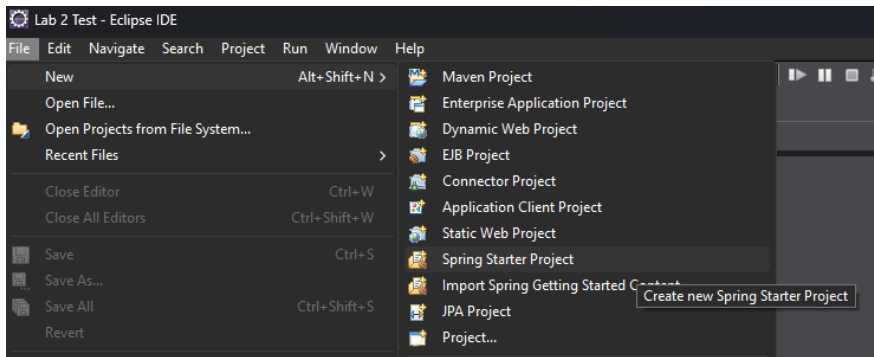 Lab 2 Test - Eclipse IDE
File Edit Navigate Search Project Run Window Help
New Alt+Shift+N >
Open File...
Open Projects from File System...
Recent Files >
Close Editor Ctrl+W
Close All Editors Ctrl+Shift+W
Save Ctrl+S
Save As...
Save All Ctrl+Shift+S
Revert
Maven Project
Enterprise Application Project
Dynamic Web Project
EJB Project
Connector Project
Application Client Project
Static Web Project
Spring Starter Project
Import Spring Getting Started Content
Create new Spring Starter Project
JPA Project
Project...